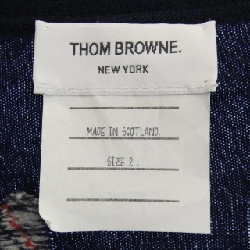 THOM BROWNE.
NEW YORK
MADE IN SCOTLAND
SIZE 2.